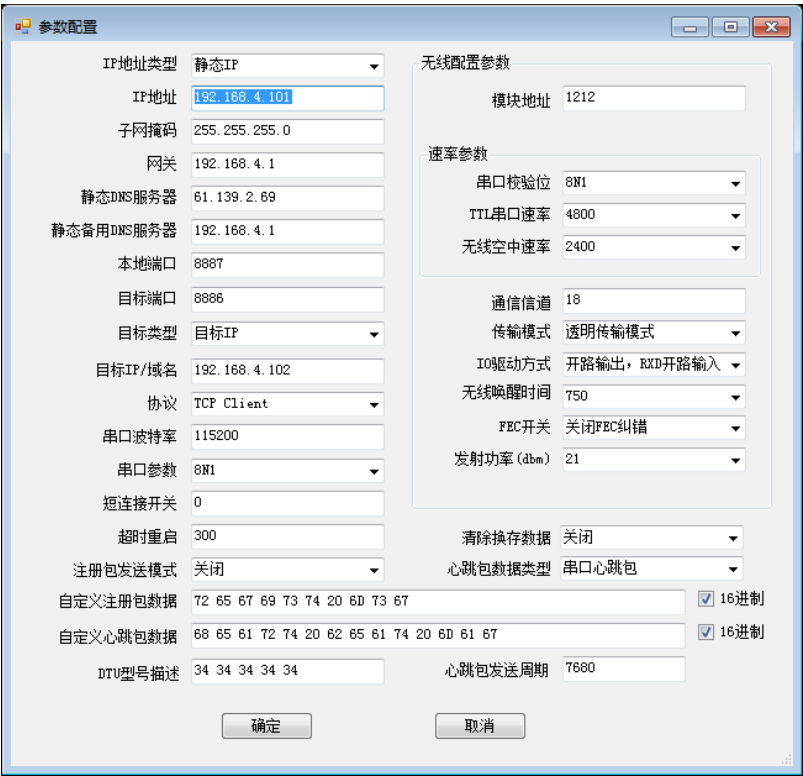 参数配置
IP地址类型 静态IP
IP地址 192.168.4.101
子网掩码 255.255.255.0
网关 192.168.4.1
静态DNS服务器 61.139.2.69
静态备用DNS服务器 192.168.4.1
本地端口 8887
目标端口 8886
目标类型 目标IP
目标IP/域名 192.168.4.102
协议 TCP Client
串口波特率 115200
串口参数 8N1
短连接开关 0
超时重启 300
注册包发送模式 关闭
无线配置参数
模块地址 1212
速率参数
串口校验位 8N1
TTL串口速率 4800
无线空中速率 2400
通信信道 18
传输模式 透明传输模式
IO驱动方式 开路输出，RXD开路输入
无线唤醒时间 750
FEC开关 关闭FEC纠错
发射功率(dbm) 21
清除换存数据 关闭
心跳包数据类型 串口心跳包
自定义注册包数据 72 65 67 69 73 74 20 6D 73 67 16进制
自定义心跳包数据 68 65 61 72 74 20 62 65 61 74 20 6D 61 67 16进制
DTU型号描述 34 34 34 34 34 心跳包发送周期 7680
确定 取消